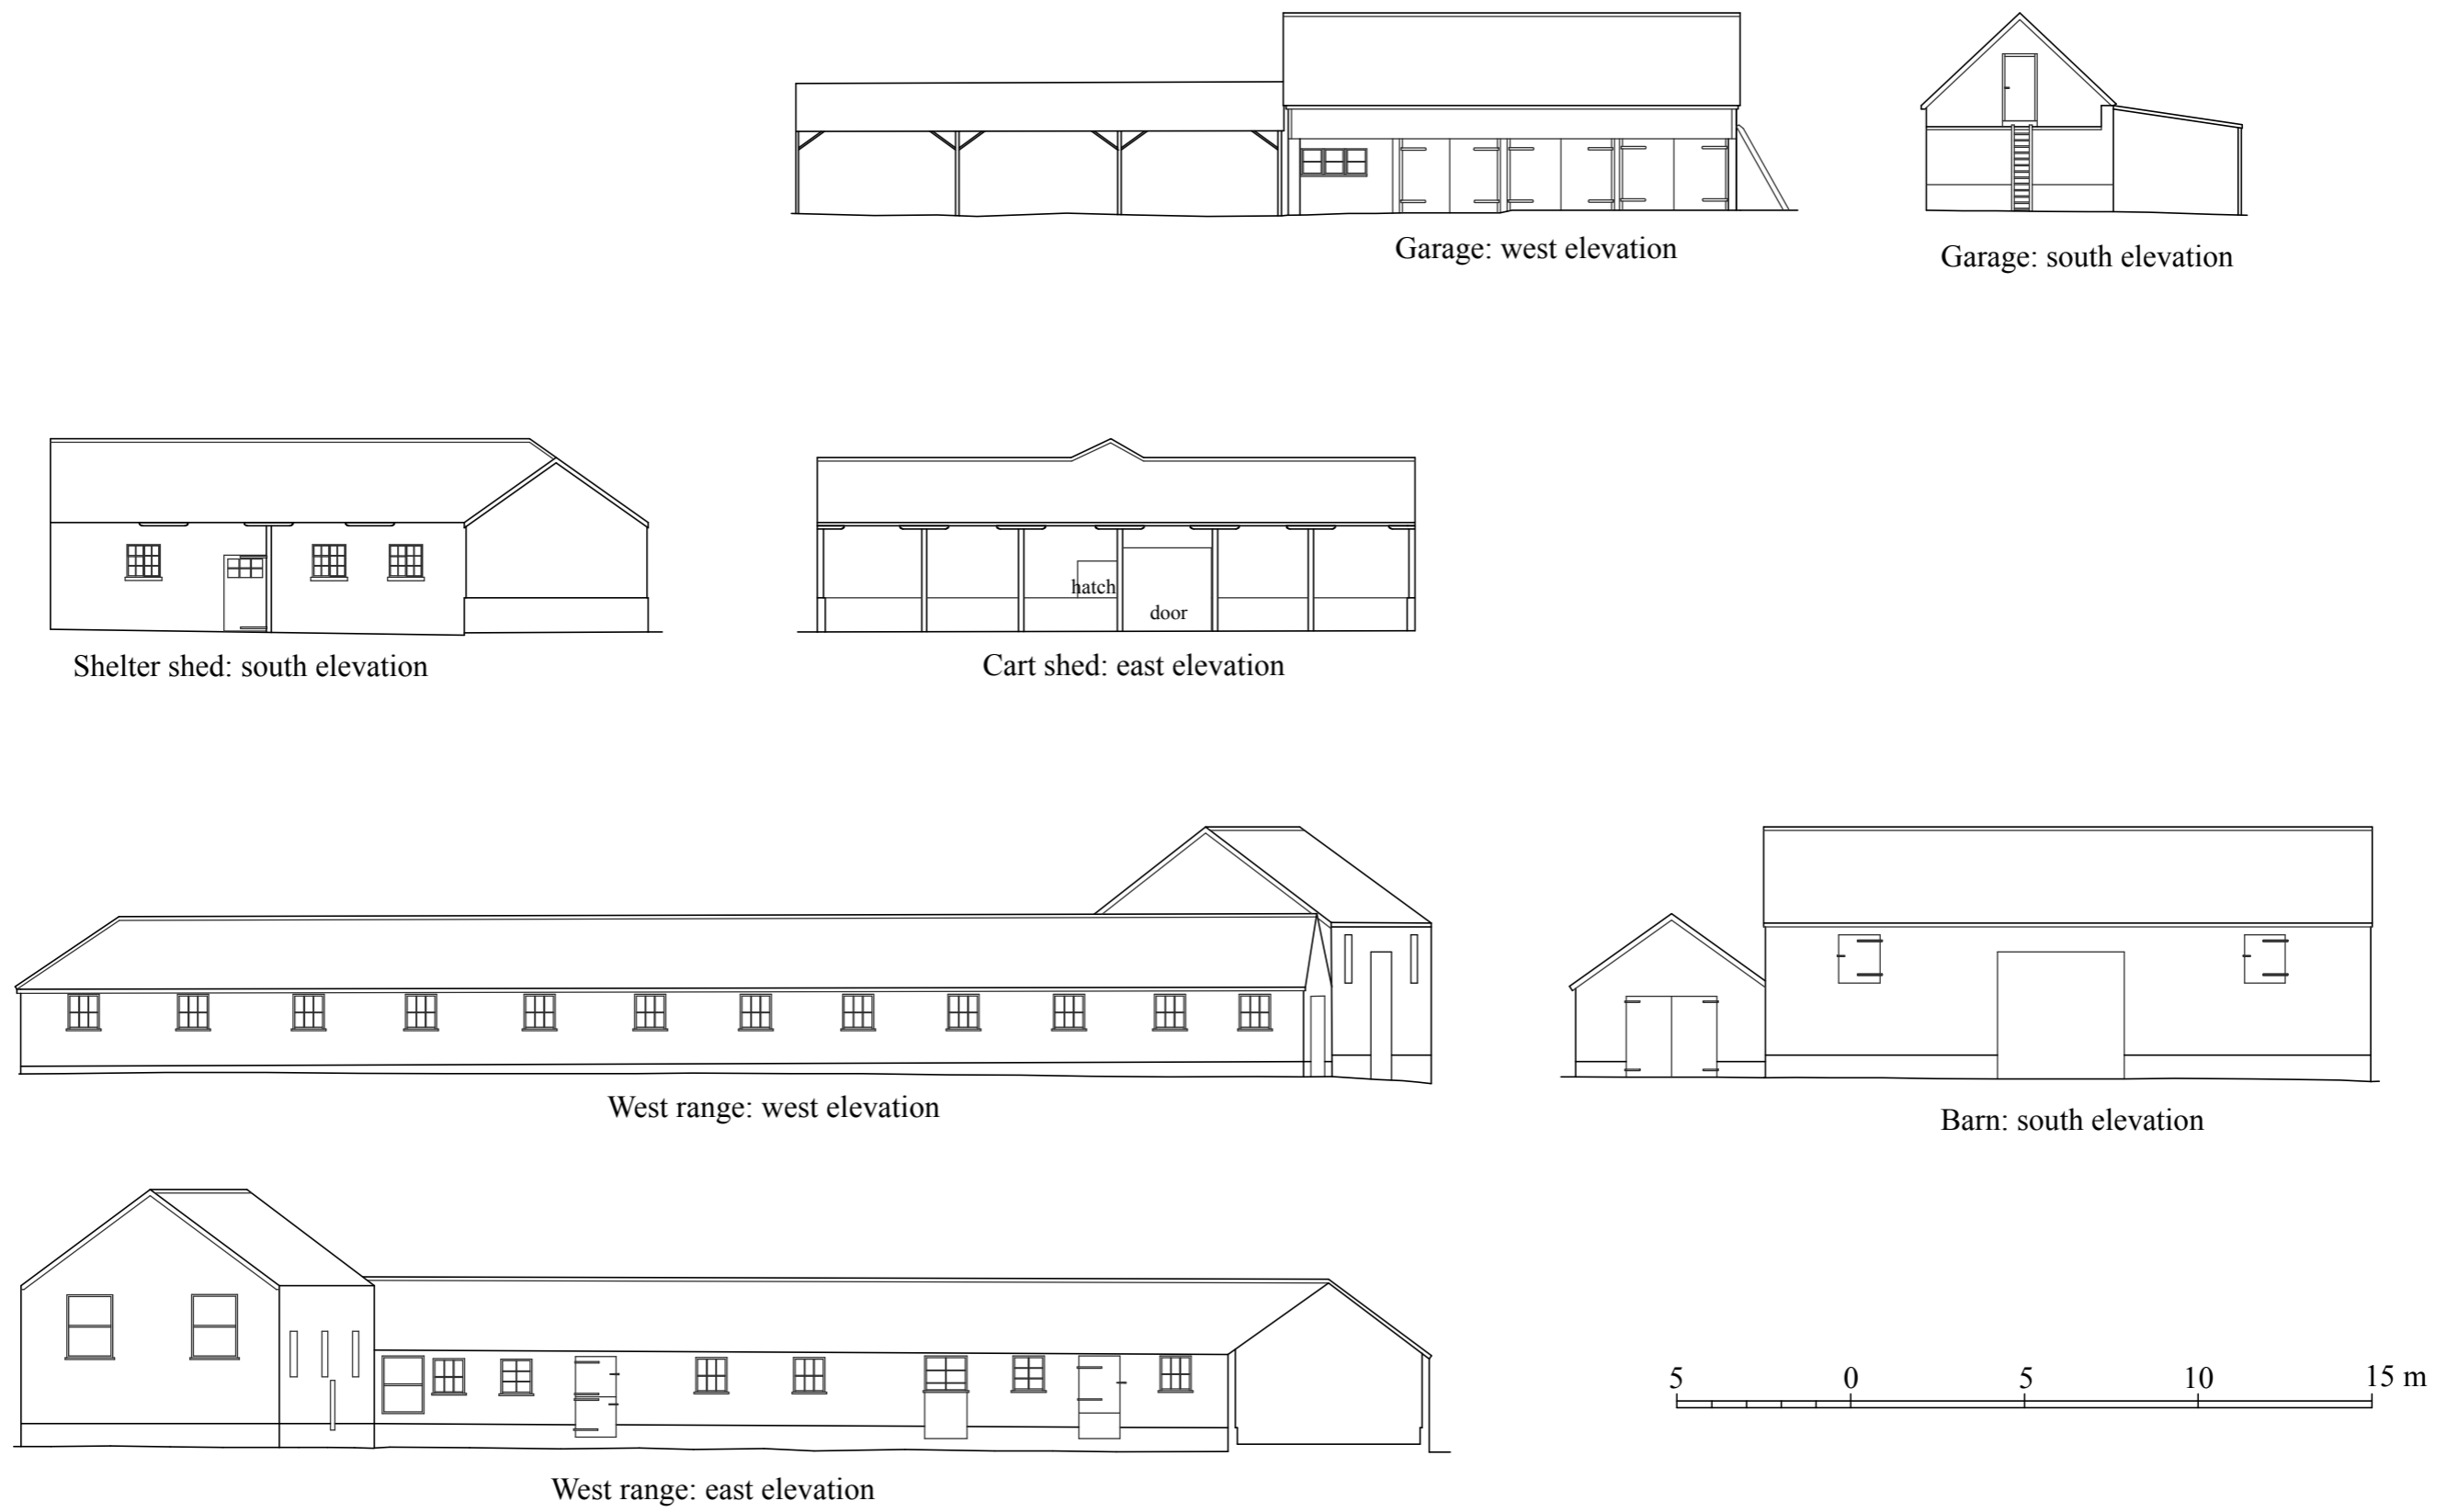 Garage: west elevation
Garage: south elevation
hatch
door
Shelter shed: south elevation
Cart shed: east elevation
West range: west elevation
Barn: south elevation
5 0 5 10 15 m
West range: east elevation